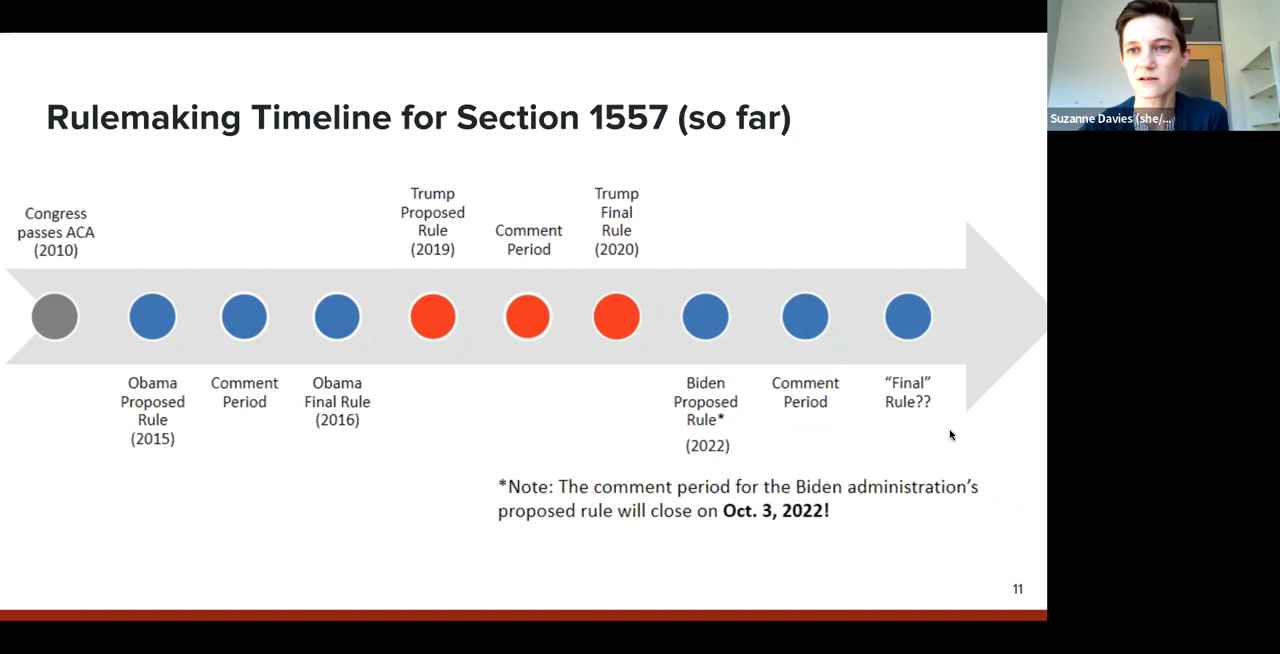 Rulemaking Timeline for Section 1557 (so far)
Suzanne Davies (she/...
Congress
passes ACA
(2010)
Trump
Proposed
Rule
(2019)
Comment
Period
Trump
Final
Rule
(2020)
Obama
Proposed
Rule
(2015)
Comment
Period
Obama
Final Rule
(2016)
Biden
Proposed
Rule*
(2022)
Comment
Period
“Final”
Rule??
*Note: The comment period for the Biden administration’s
proposed rule will close on Oct. 3, 2022!
11